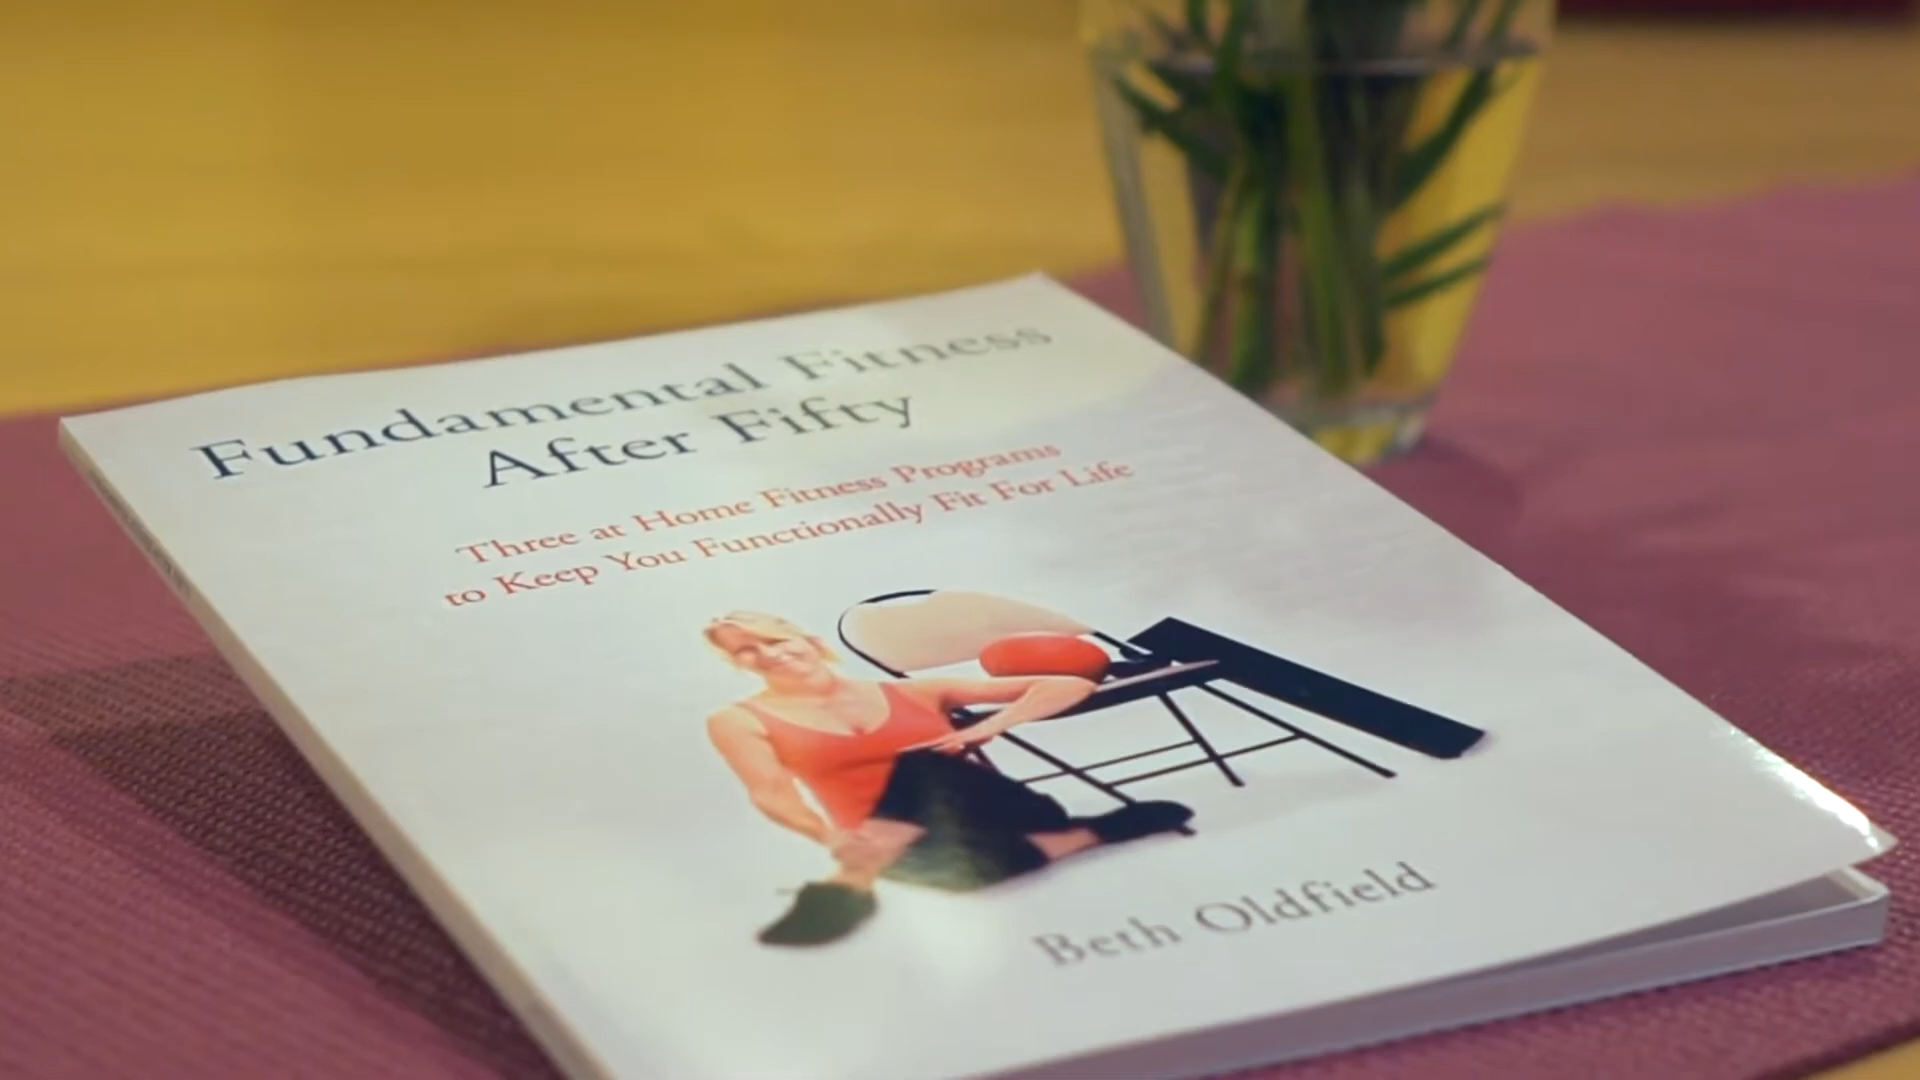 Fundamental Fitness
After Fifty
Three at Home Fitness Programs
to Keep You Functionally Fit For Life
Beth Oldfield